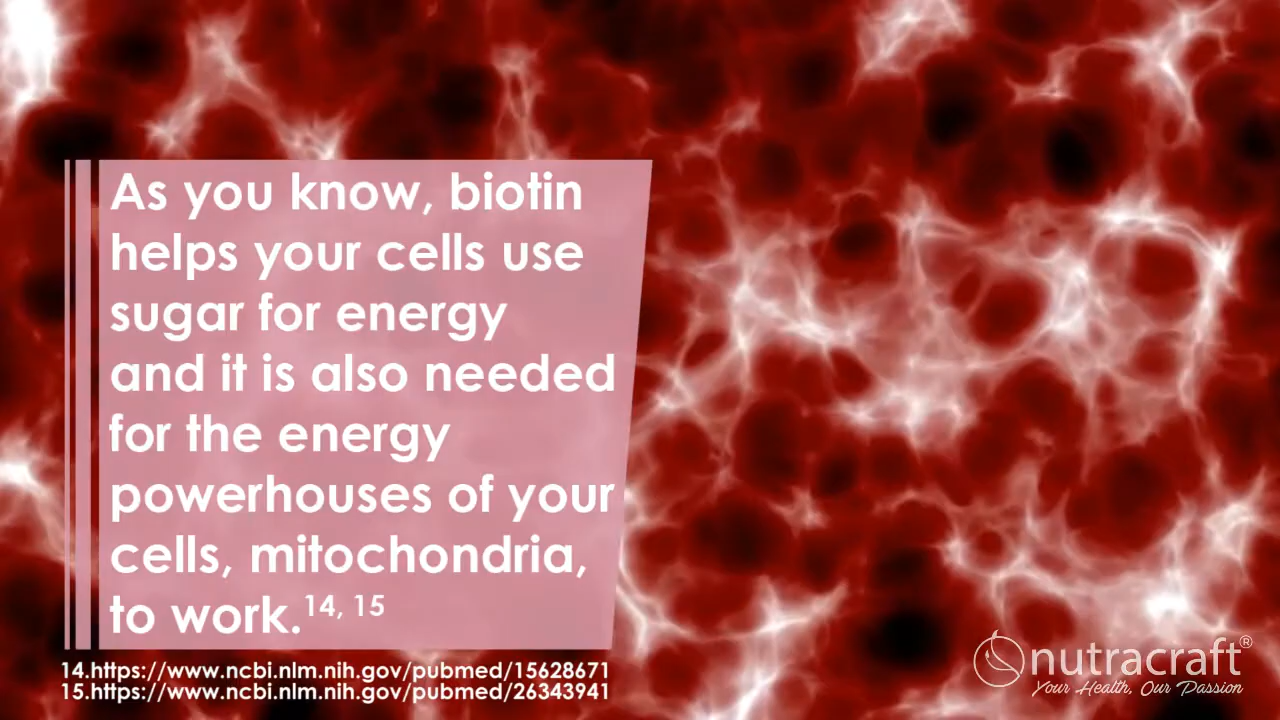 As you know, biotin
helps your cells use
sugar for energy
and it is also needed
for the energy
powerhouses of your
cells, mitochondria,
to work.14, 15
14.https://www.ncbi.nlm.nih.gov/pubmed/15628671
15.https://www.ncbi.nlm.nih.gov/pubmed/26343941
nutracraft®
Your Health, Our Passion